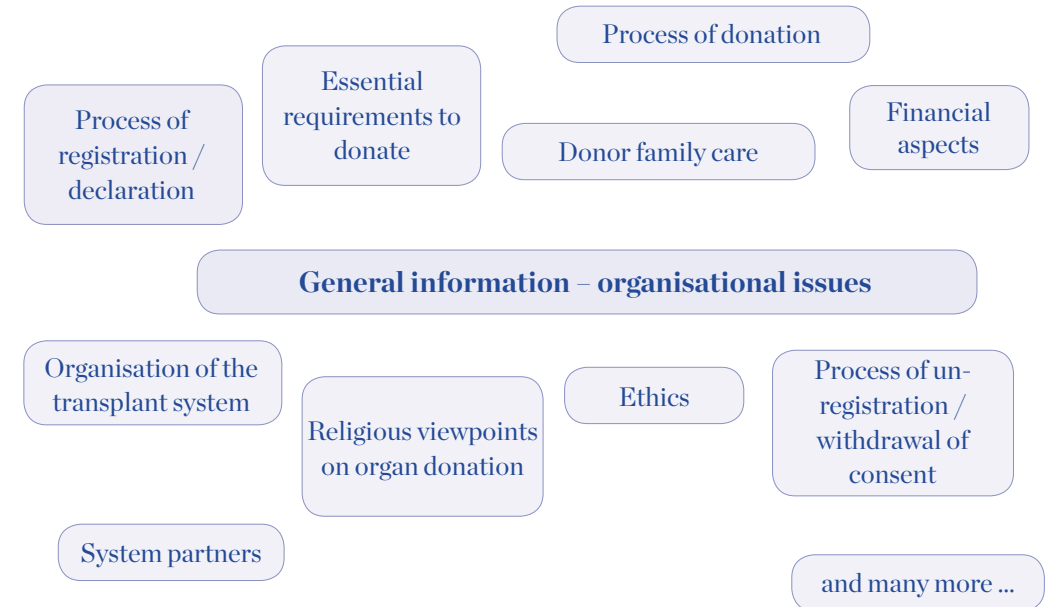 Process of donation
Essential
requirements to
donate
Process of
registration /
declaration
Financial
aspects
Donor family care
General information – organisational issues
Organisation of the
transplant system
Religious viewpoints
on organ donation
Ethics
Process of un-
registration /
withdrawal of
consent
System partners
and many more ...